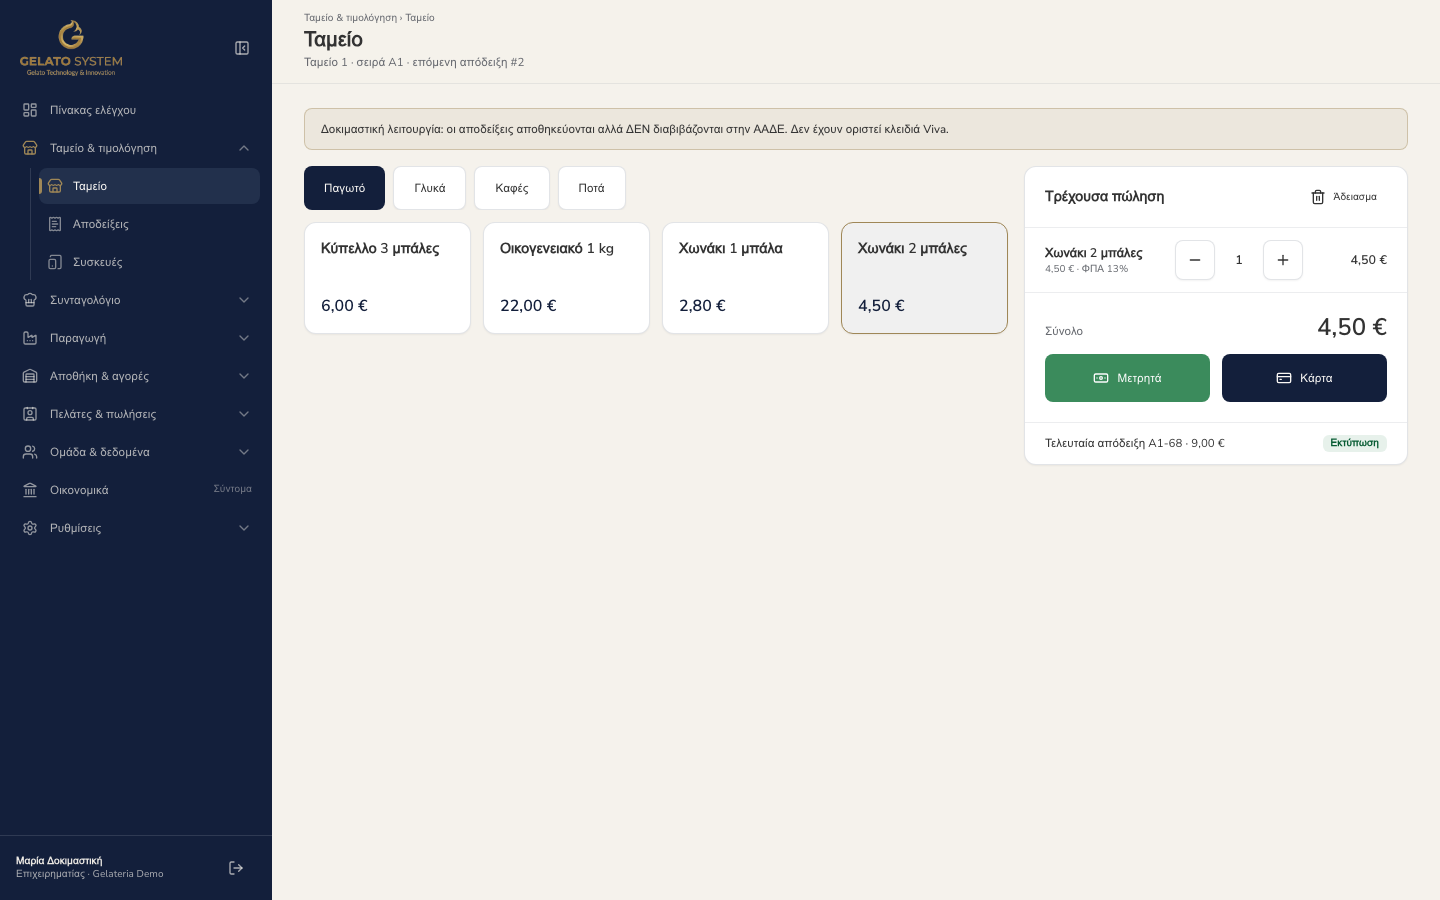 GELATO SYSTEM
Gelato Technology & Innovation
Πίνακας ελέγχου
Ταμείο & τιμολόγηση
Ταμείο
Αποδείξεις
Συσκευές
Συνταγολόγιο
Παραγωγή
Αποθήκη & αγορές
Πελάτες & πωλήσεις
Ομάδα & δεδομένα
Οικονομικά
Σύντομα
Ρυθμίσεις
Μαρία Δοκιμαστική
Επιχειρηματίας · Gelateria Demo
Ταμείο & τιμολόγηση › Ταμείο
Ταμείο
Ταμείο 1 · σειρά A1 · επόμενη απόδειξη #2
Δοκιμαστική λειτουργία: οι αποδείξεις αποθηκεύονται αλλά ΔΕΝ διαβιβάζονται στην ΑΑΔΕ. Δεν έχουν οριστεί κλειδιά Viva.
Παγωτό
Γλυκά
Καφές
Ποτά
Κύπελλο 3 μπάλες
6,00 €
Οικογενειακό 1 kg
22,00 €
Χωνάκι 1 μπάλα
2,80 €
Χωνάκι 2 μπάλες
4,50 €
Τρέχουσα πώληση
Άδειασμα
Χωνάκι 2 μπάλες
4,50 € · ΦΠΑ 13%
1
4,50 €
Σύνολο
4,50 €
Μετρητά
Κάρτα
Τελευταία απόδειξη A1-68 · 9,00 €
Εκτύπωση